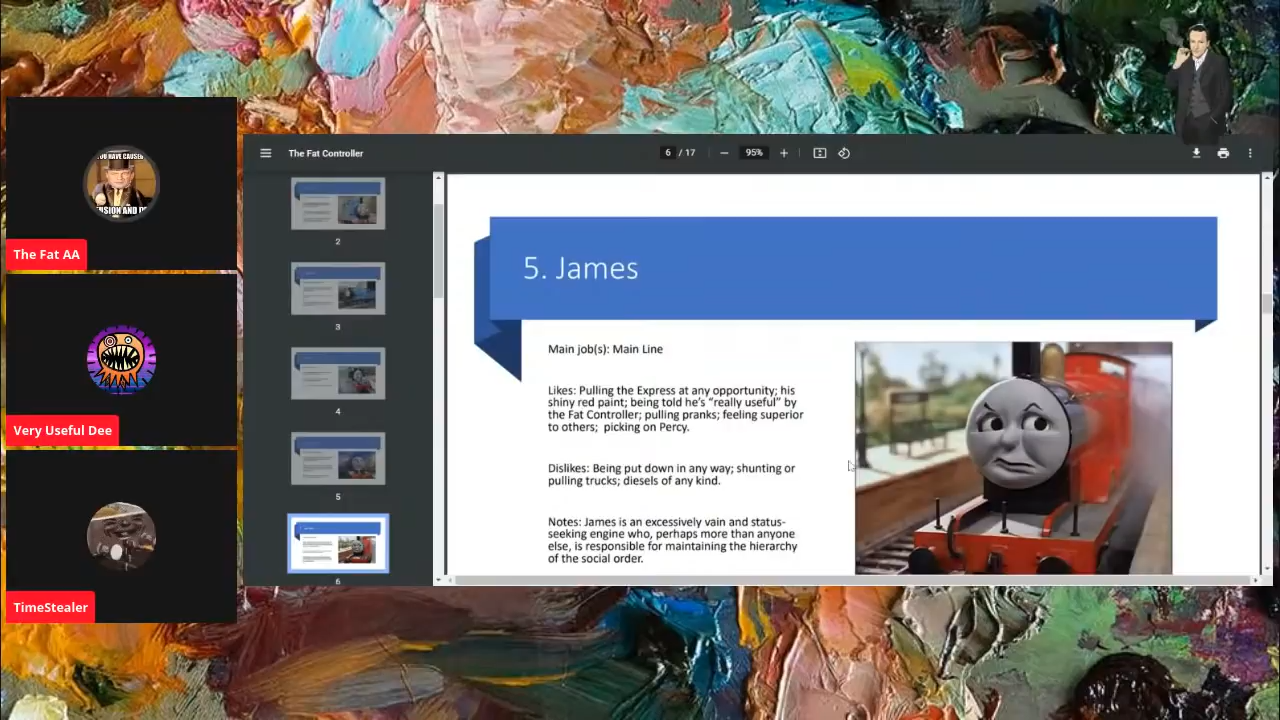 The Fat Controller
6 / 17
95%
YOU HAVE CAUSED
The Fat AA
Very Useful Dee
TimeStealer
2
3
4
5
6
5. James
Main job(s): Main Line
Likes: Pulling the Express at any opportunity; his
shiny red paint; being told he's “really useful” by
the Fat Controller; pulling pranks; feeling superior
to others;  picking on Percy.
Dislikes: Being put down in any way; shunting or
pulling trucks; diesels of any kind.
Notes: James is an excessively vain and status-
seeking engine who, perhaps more than anyone
else, is responsible for maintaining the hierarchy
of the social order.